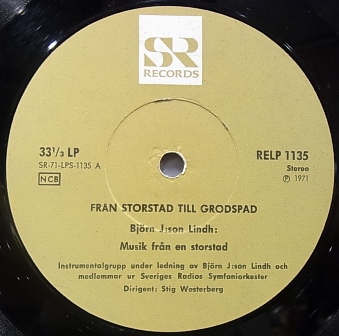 SR
RECORDS
33⅓ LP
SR-71-LPS-1135 A
NCB
RELP 1135
Stereo
Ⓟ 1971
FRÅN STORSTAD TILL GRODSPAD
Björn J:son Lindh:
Musik från en storstad
Instrumentalgrupp under ledning av Björn J:son Lindh och
medlemmar ur Sveriges Radios Symfoniorkester
Dirigent: Stig Westerberg